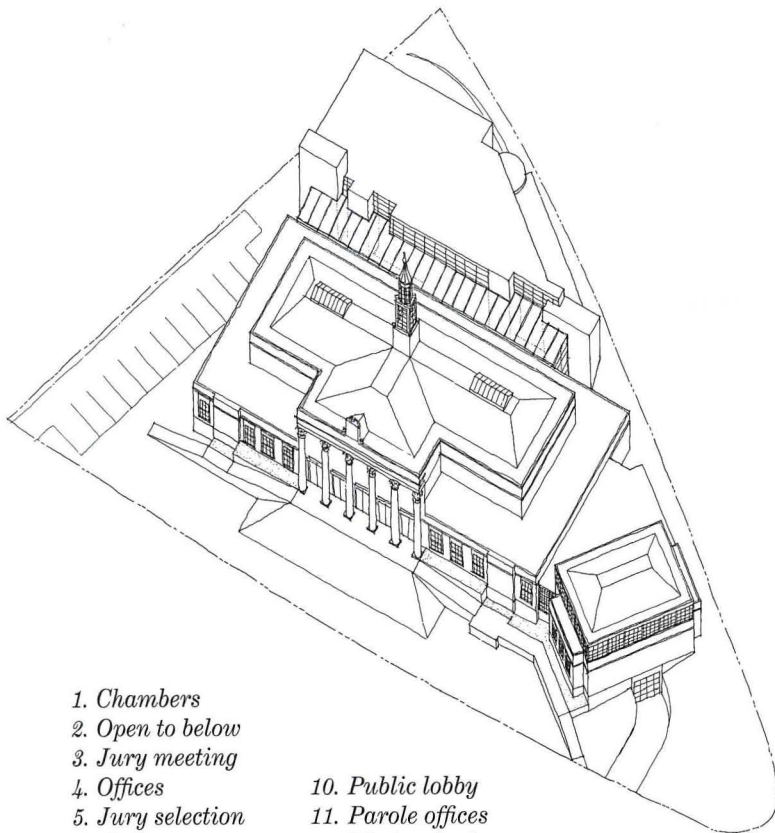 1. Chambers
2. Open to below
3. Jury meeting
4. Offices
5. Jury selection
10. Public lobby
11. Parole offices